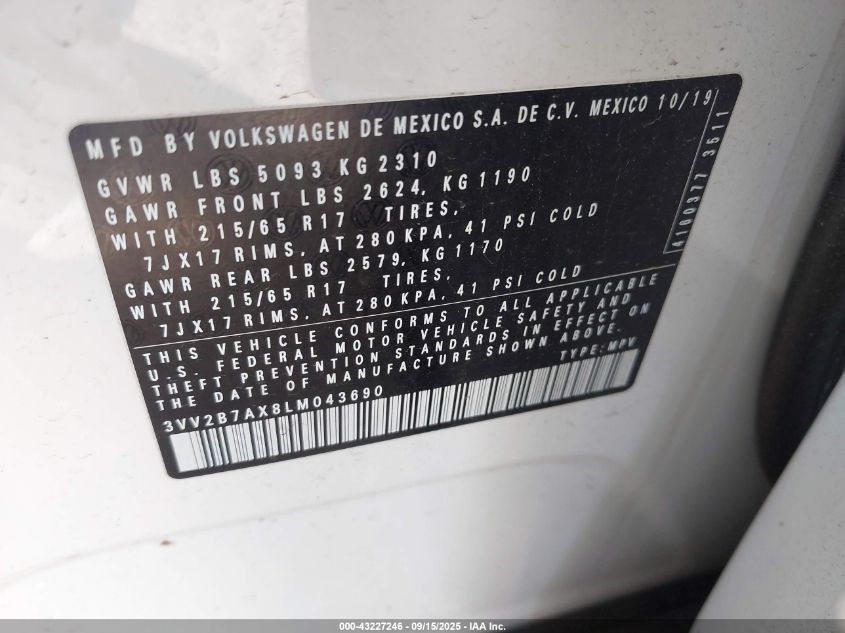 MFD BY VOLKSWAGEN DE MEXICO S.A. DE C.V. MEXICO 10/19
GVWR LBS 5093 KG 2310
GAWR FRONT LBS 2624, KG 1190
WITH 215/65 R17 TIRES,
7JX17 RIMS, AT 280KPA, 41 PSI COLD
GAWR REAR LBS 2579, KG 1170
WITH 215/65 R17 TIRES,
7JX17 RIMS, AT 280KPA, 41 PSI COLD
4100377 3511
THIS VEHICLE CONFORMS TO ALL APPLICABLE
U.S. FEDERAL MOTOR VEHICLE SAFETY AND
THEFT PREVENTION STANDARDS IN EFFECT ON
THE DATE OF MANUFACTURE SHOWN ABOVE.
3VV2B7AX8LM043690 TYPE: MPV
000-43227246 - 09/15/2025 - IAA Inc.